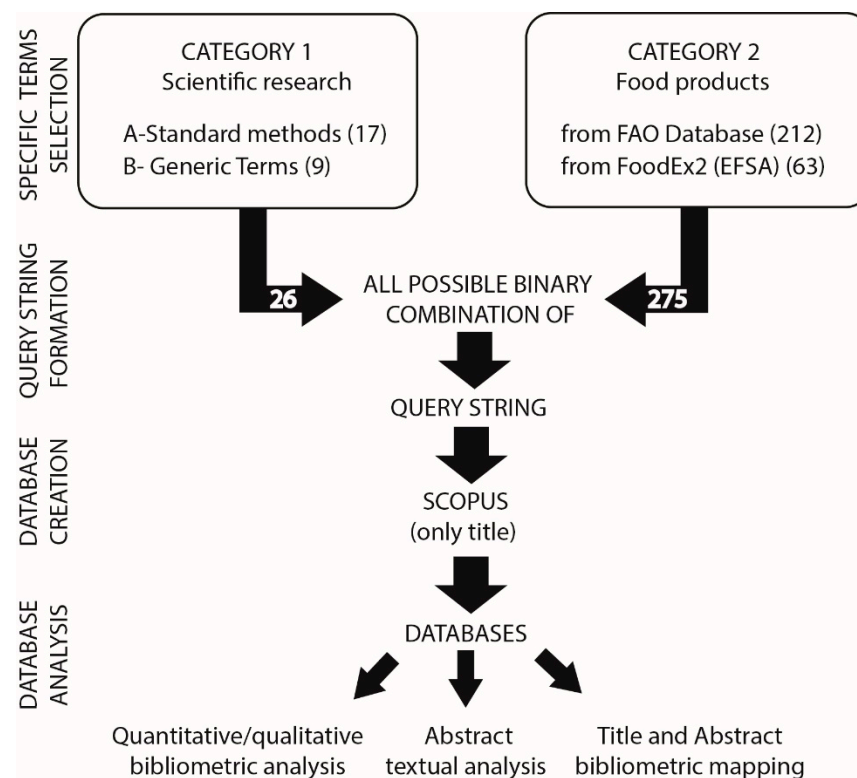 SPECIFIC TERMS
SELECTION
CATEGORY 1
Scientific research
A-Standard methods (17)
B- Generic Terms (9)
CATEGORY 2
Food products
from FAO Database (212)
from FoodEx2 (EFSA) (63)
QUERY STRING
FORMATION
26
ALL POSSIBLE BINARY
COMBINATION OF
275
QUERY STRING
DATABASE
CREATION
SCOPUS
(only title)
DATABASE
ANALYSIS
DATABASES
Quantitative/qualitative
bibliometric analysis
Abstract
textual analysis
Title and Abstract
bibliometric mapping